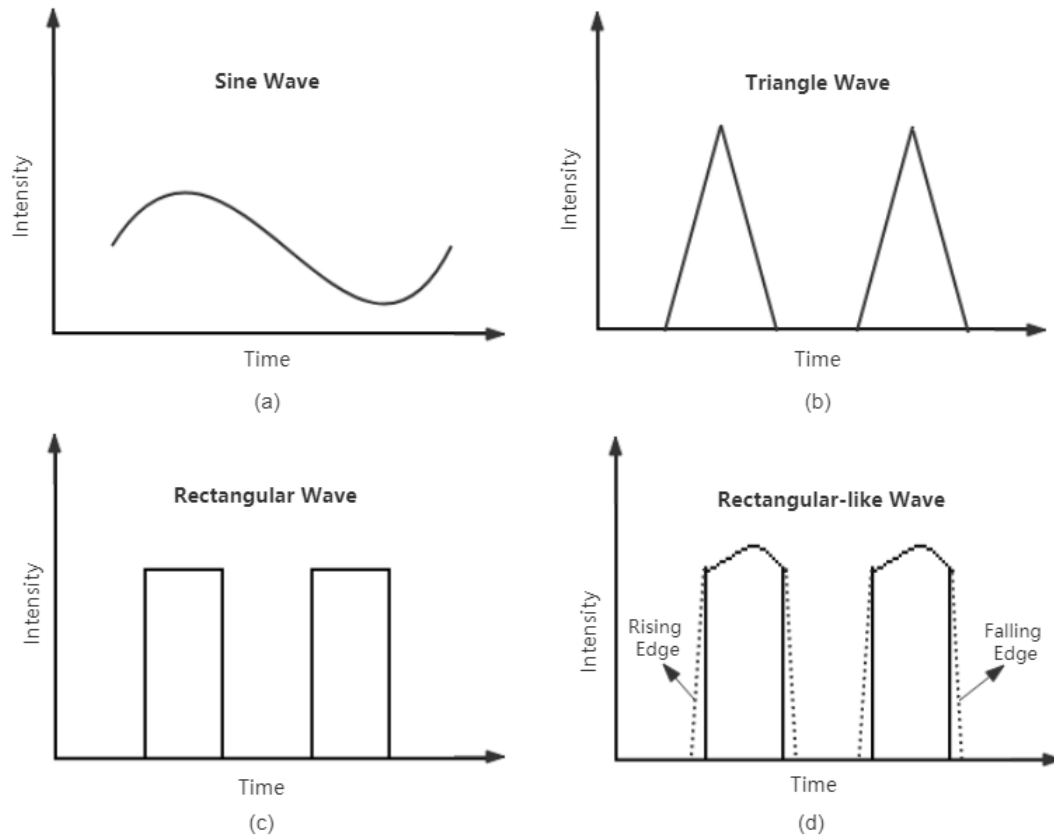 Sine Wave
Intensity
Time
(a)
Triangle Wave
Intensity
Time
(b)
Rectangular Wave
Intensity
Time
(c)
Rectangular-like Wave
Intensity
Rising
Edge
Falling
Edge
Time
(d)